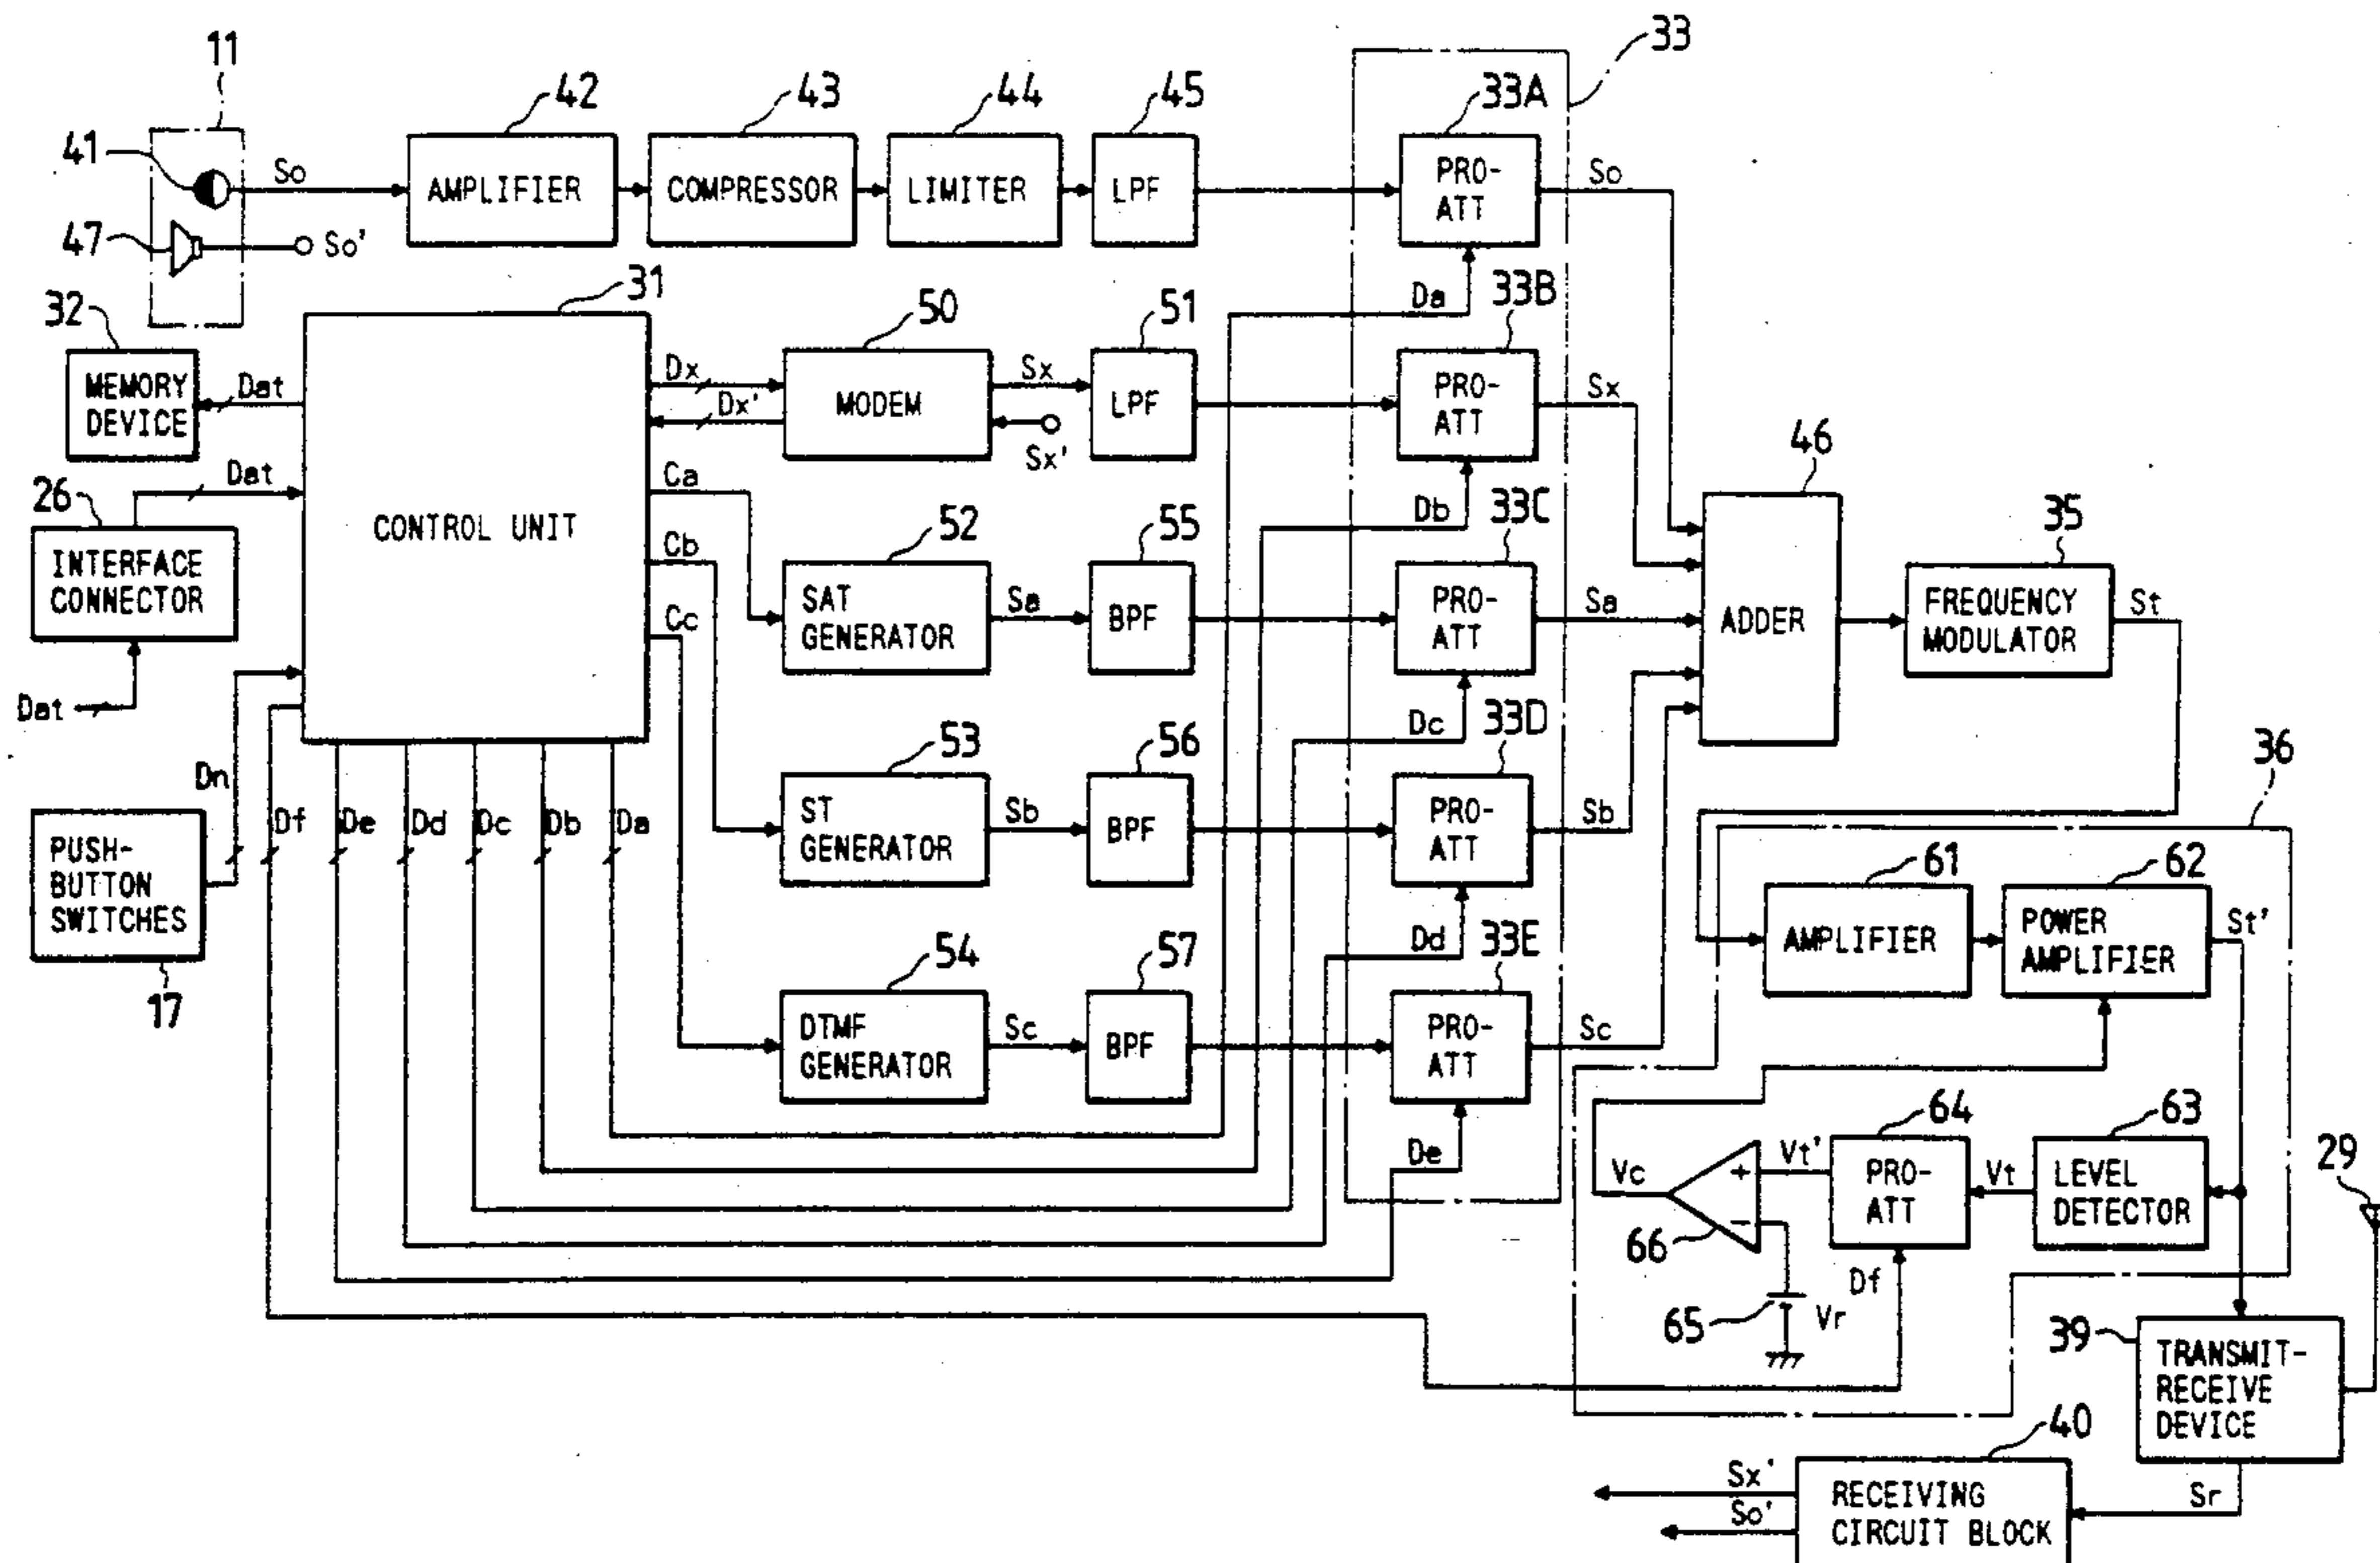 11
33
41
So
42
AMPLIFIER
43
COMPRESSOR
44
LIMITER
45
LPF
33A
PRO-
ATT
So
47
So'
Da
32
MEMORY
DEVICE
Dat
31
CONTROL UNIT
Dx
Dx'
50
MODEM
Sx
Sx'
51
LPF
33B
PRO-
ATT
Sx
Db
26
INTERFACE
CONNECTOR
Dat
Dat
Ca
Cb
Cc
52
SAT
GENERATOR
Sa
55
BPF
33C
PRO-
ATT
Sa
Dc
46
ADDER
35
FREQUENCY
MODULATOR
St
Dn
Df
De
Dd
Dc
Db
Da
PUSH-
BUTTON
SWITCHES
17
53
ST
GENERATOR
Sb
56
BPF
33D
PRO-
ATT
Sb
Dd
36
61
AMPLIFIER
62
POWER
AMPLIFIER
St'
54
DTMF
GENERATOR
Sc
57
BPF
33E
PRO-
ATT
Sc
De
Vc
66
+
−
Vt'
64
PRO-
ATT
Vt
63
LEVEL
DETECTOR
Df
65
Vr
29
39
TRANSMIT-
RECEIVE
DEVICE
Sr
40
RECEIVING
CIRCUIT BLOCK
Sx'
So'